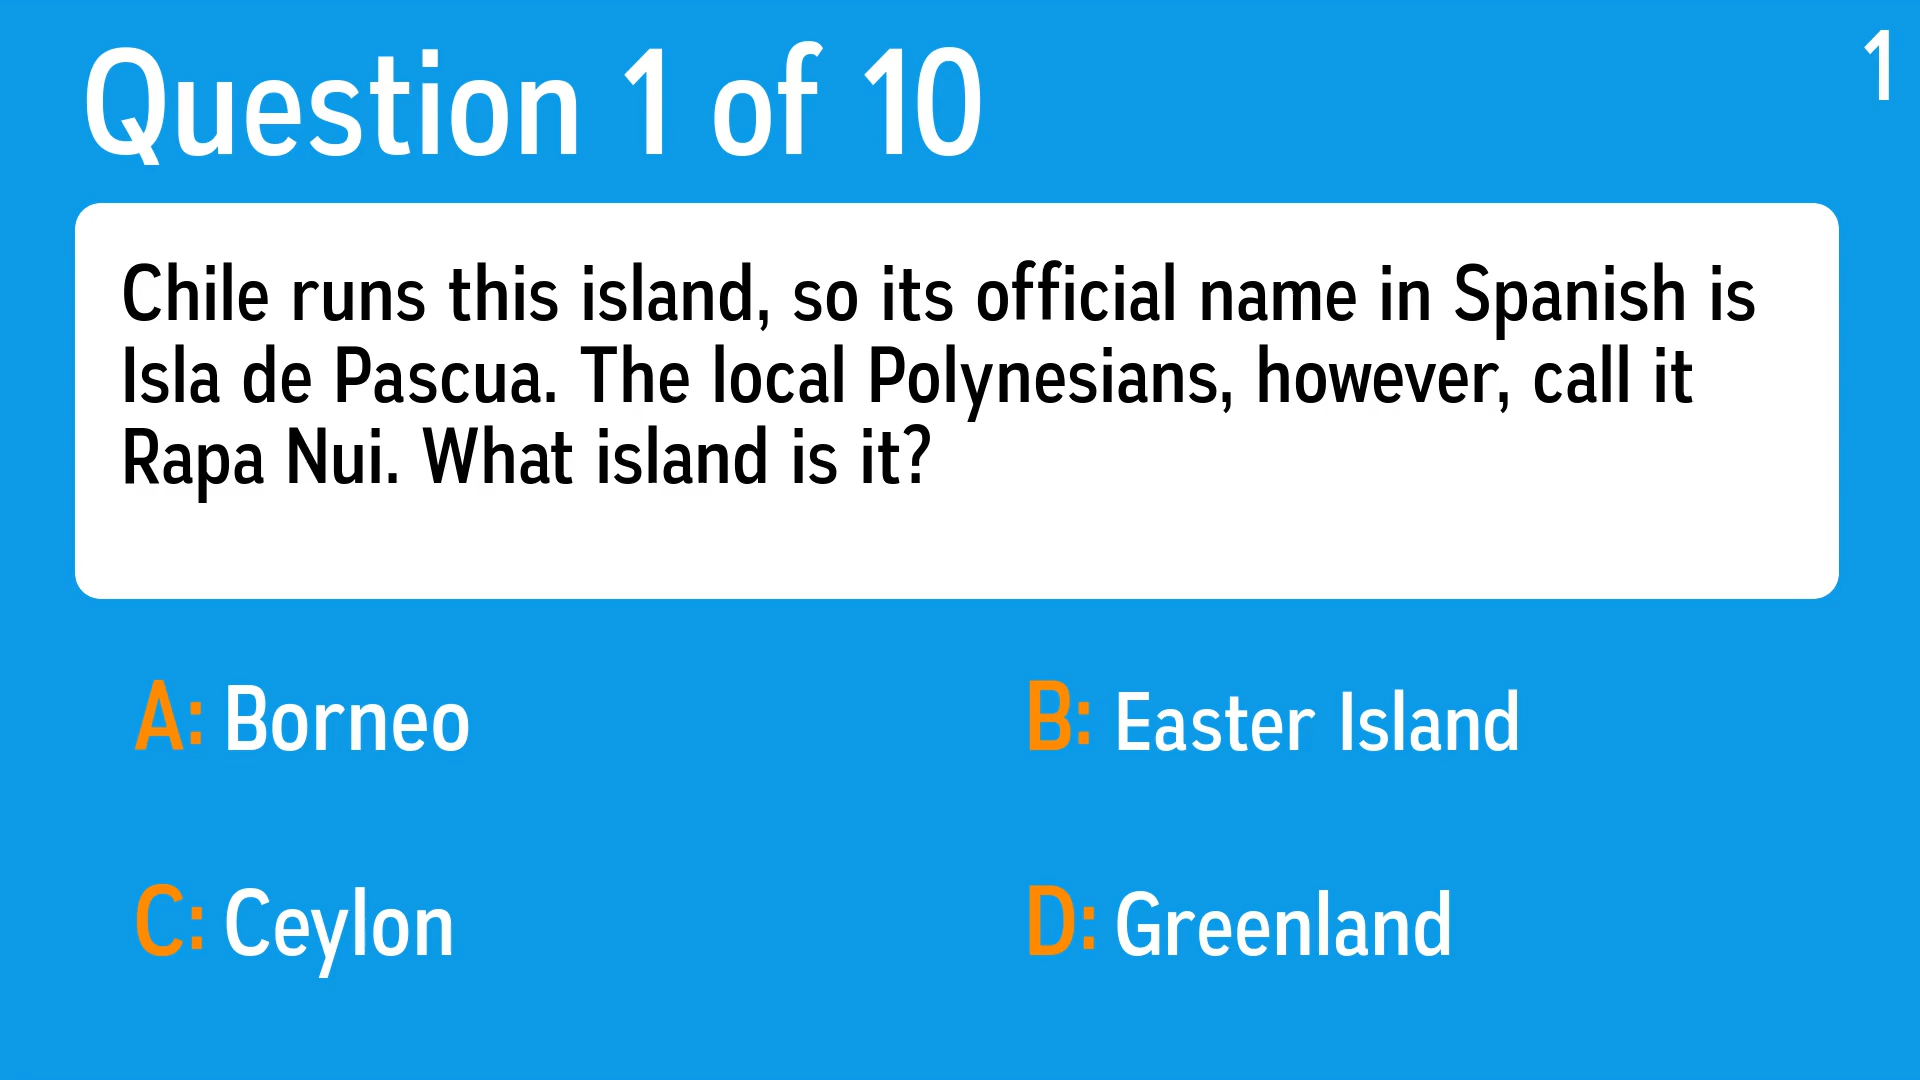 Question 1 of 10
1
Chile runs this island, so its official name in Spanish is
Isla de Pascua. The local Polynesians, however, call it
Rapa Nui. What island is it?
A: Borneo
B: Easter Island
C: Ceylon
D: Greenland